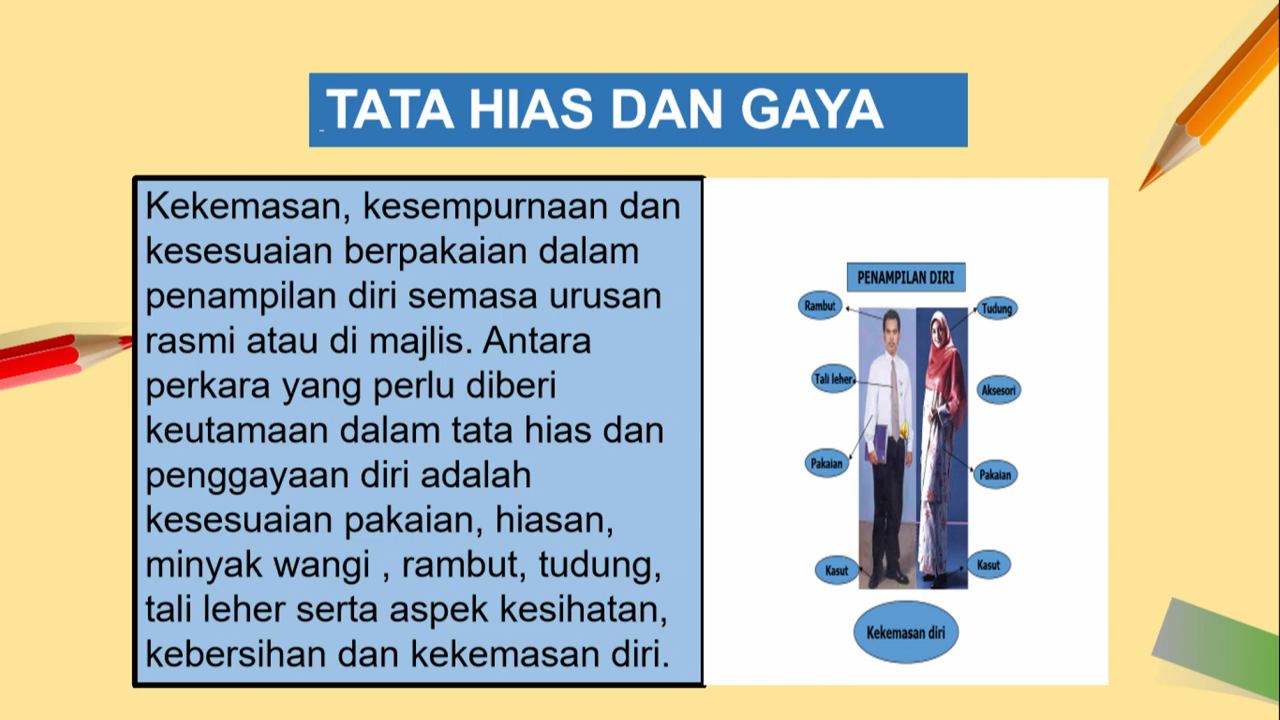 TATA HIAS DAN GAYA
Kekemasan, kesempurnaan dan
kesesuaian berpakaian dalam
penampilan diri semasa urusan
rasmi atau di majlis. Antara
perkara yang perlu diberi
keutamaan dalam tata hias dan
penggayaan diri adalah
kesesuaian pakaian, hiasan,
minyak wangi , rambut, tudung,
tali leher serta aspek kesihatan,
kebersihan dan kekemasan diri.
PENAMPILAN DIRI
Rambut
Tudung
Tali leher
Aksesori
Pakaian
Pakaian
Kasut
Kasut
Kekemasan diri